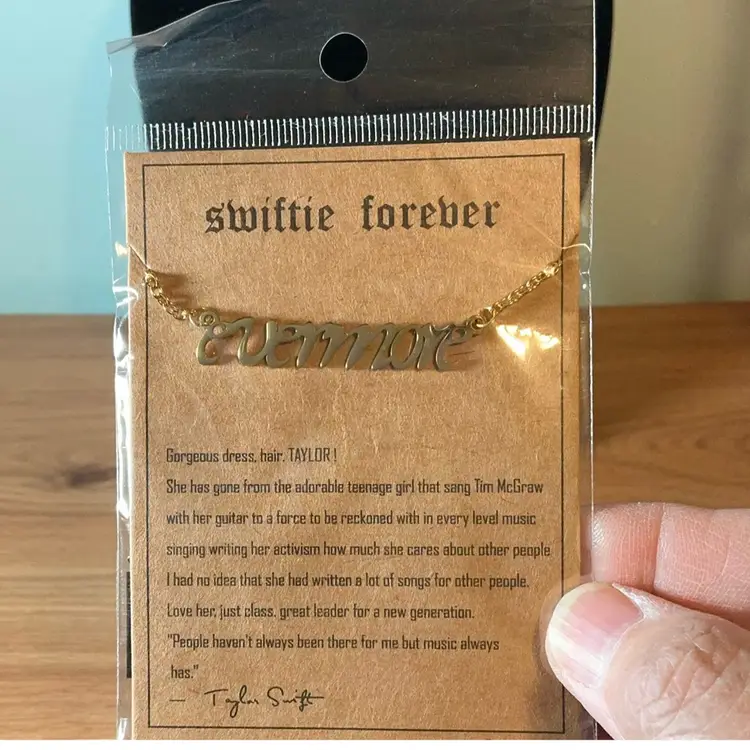 swiftie forever
evermore
Gorgeous dress, hair, TAYLOR !
She has gone from the adorable teenage girl that sang Tim McGraw
with her guitar to a force to be reckoned with in every level music
singing writing her activism how much she cares about other people
I had no idea that she had written a lot of songs for other people.
Love her, just class, great leader for a new generation.
"People haven't always been there for me but music always
has."
— Taylor Swift